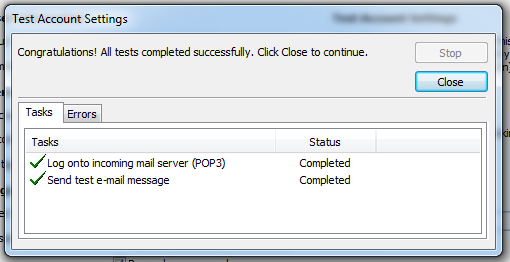 Test Account Settings
Congratulations! All tests completed successfully. Click Close to continue.
Stop
Close
Tasks Errors
Tasks Status
Log onto incoming mail server (POP3) Completed
Send test e-mail message Completed